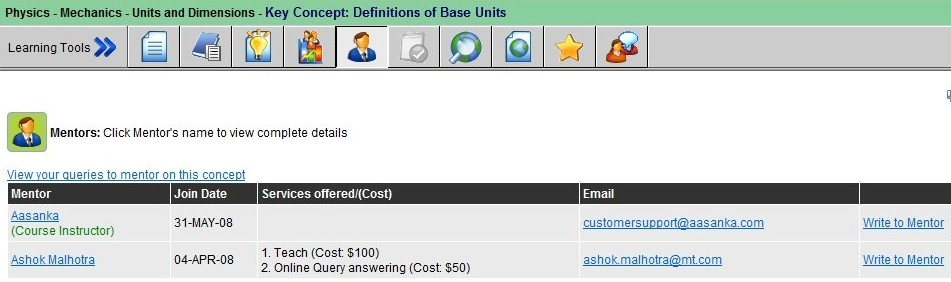 Physics - Mechanics - Units and Dimensions - Key Concept: Definitions of Base Units
Learning Tools
Mentors: Click Mentor's name to view complete details
View your queries to mentor on this concept
Mentor Join Date Services offered/(Cost) Email
Aasanka
(Course Instructor) 31-MAY-08 customersupport@aasanka.com Write to Mentor
Ashok Malhotra 04-APR-08 1. Teach (Cost: $100)
2. Online Query answering (Cost: $50) ashok.malhotra@mt.com Write to Mentor